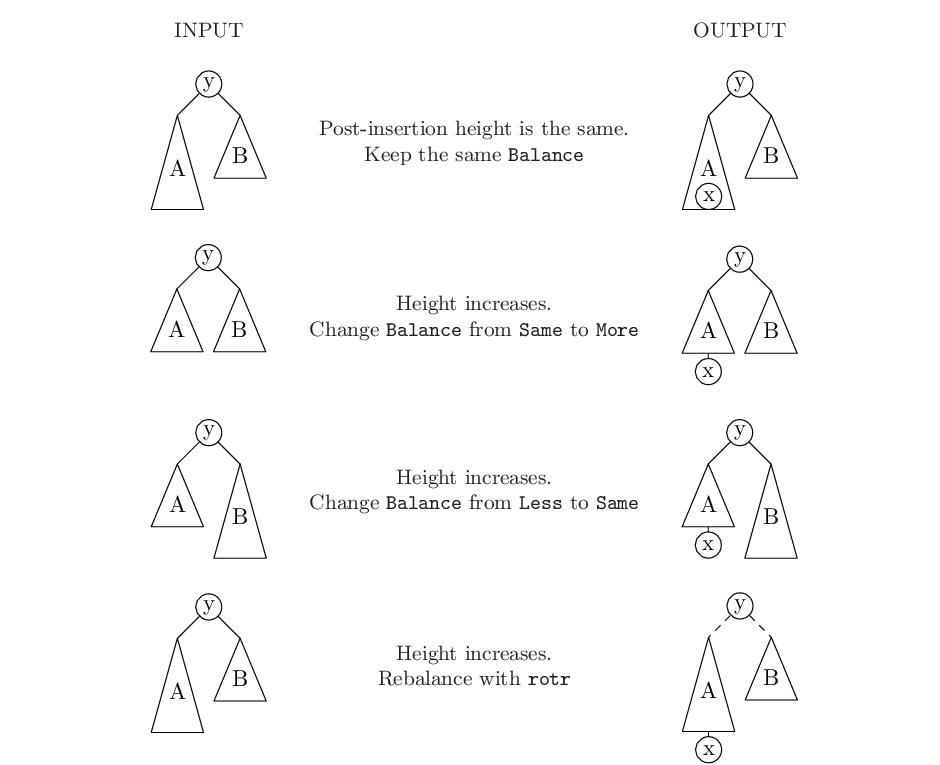 INPUT
OUTPUT
y
A
B
Post-insertion height is the same.
Keep the same Balance
y
A
B
x
y
A
B
Height increases.
Change Balance from Same to More
y
A
B
x
y
A
B
Height increases.
Change Balance from Less to Same
y
A
B
x
y
A
B
Height increases.
Rebalance with rotr
y
A
B
x